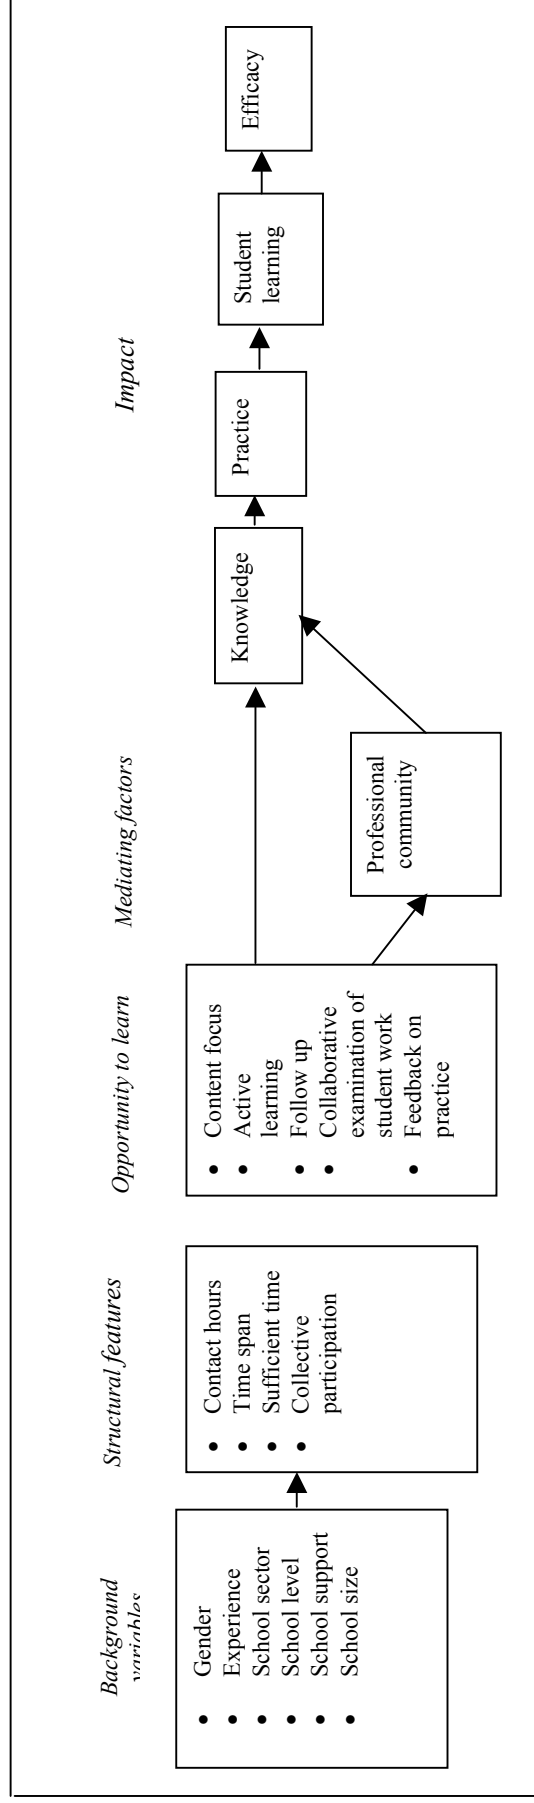 Background
variables
Structural features
Opportunity to learn
Mediating factors
Impact
• Gender
• Experience
• School sector
• School level
• School support
• School size
• Contact hours
• Time span
• Sufficient time
• Collective
participation
• Content focus
• Active
learning
• Follow up
• Collaborative
examination of
student work
• Feedback on
practice
Professional
community
Knowledge
Practice
Student
learning
Efficacy